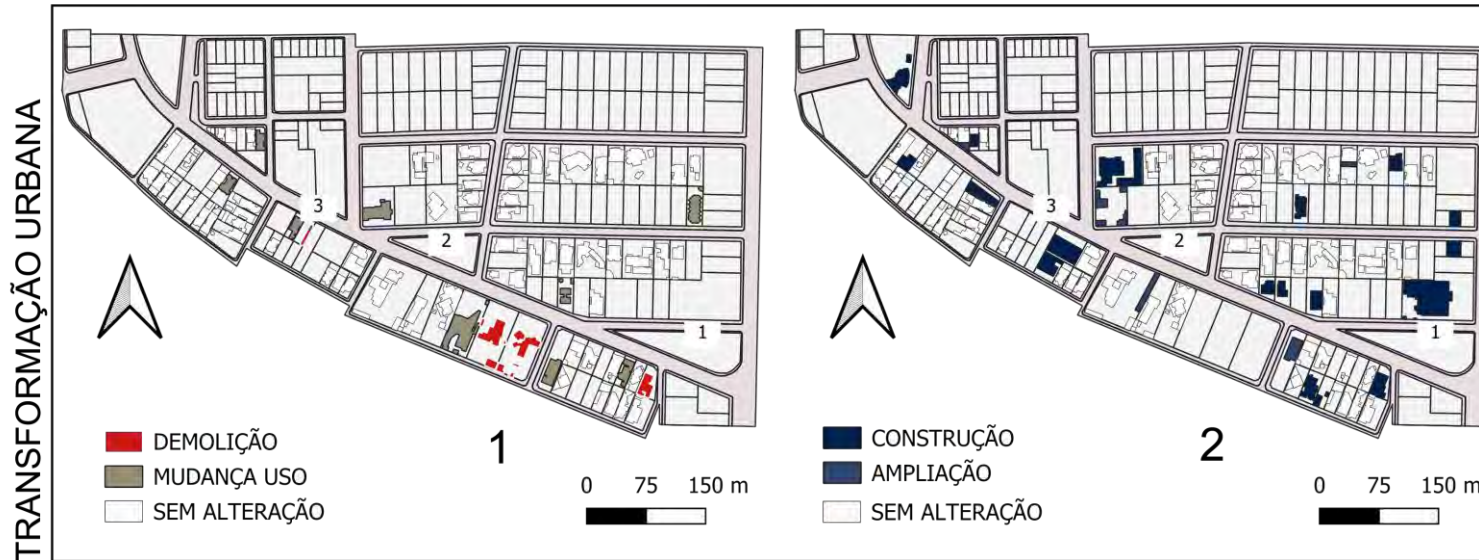 TRANSFORMAÇÃO URBANA
3
2
1
DEMOLIÇÃO
MUDANÇA USO
SEM ALTERAÇÃO
1
0 75 150 m
3
2
1
CONSTRUÇÃO
AMPLIAÇÃO
SEM ALTERAÇÃO
2
0 75 150 m